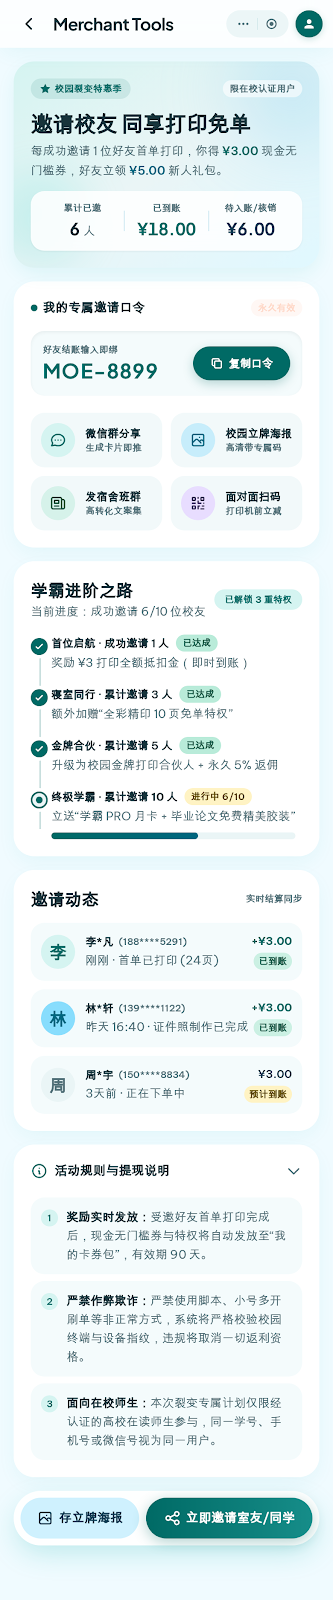 Merchant Tools
校园裂变特惠季
限在校认证用户
邀请校友 同享打印免单
每成功邀请 1 位好友首单打印，你得 ¥3.00 现金无
门槛券，好友立领 ¥5.00 新人礼包。
累计已邀
已到账
待入账/核销
6 人
¥18.00
¥6.00
我的专属邀请口令
永久有效
好友结账输入即绑
MOE-8899
复制口令
微信群分享
生成卡片即推
校园立牌海报
高清带专属码
发宿舍班群
高转化文案集
面对面扫码
打印机前立减
学霸进阶之路
当前进度：成功邀请 6/10 位校友
已解锁 3 重特权
首位启航 · 成功邀请 1 人
已达成
奖励 ¥3 打印全额抵扣金（即时到账）
寝室同行 · 累计邀请 3 人
已达成
额外加赠“全彩精印 10 页免单特权”
金牌合伙 · 累计邀请 5 人
已达成
升级为校园金牌打印合伙人 + 永久 5% 返佣
终极学霸 · 累计邀请 10 人
进行中 6/10
立送“学霸 PRO 月卡 + 毕业论文免费精美胶装”
邀请动态
实时结算同步
李
李*凡 (188****5291)
刚刚 · 首单已打印 (24页)
+¥3.00
已到账
林
林*轩 (139****1122)
昨天 16:40 · 证件照制作已完成
+¥3.00
已到账
周
周*宇 (150****8834)
3天前 · 正在下单中
¥3.00
预计到账
活动规则与提现说明
1
奖励实时发放：受邀好友首单打印完成
后，现金无门槛券与特权将自动发放至“我
的卡券包”，有效期 90 天。
2
严禁作弊欺诈：严禁使用脚本、小号多开
刷单等非正常方式，系统将严格校验校园
终端与设备指纹，违规将取消一切返利资
格。
3
面向在校师生：本次裂变专属计划仅限经
认证的高校在读师生参与，同一学号、手
机号或微信号视为同一用户。
存立牌海报
立即邀请室友/同学